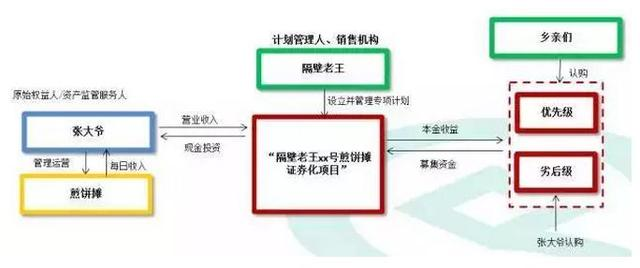 计划管理人、销售机构
隔壁老王
乡亲们
认购
原始权益人/资产监管服务人
设立并管理专项计划
张大爷
营业收入
现金投资
“隔壁老王xx号煎饼摊
证券化项目”
本金收益
募集资金
优先级
劣后级
管理运营
每日收入
煎饼摊
张大爷认购